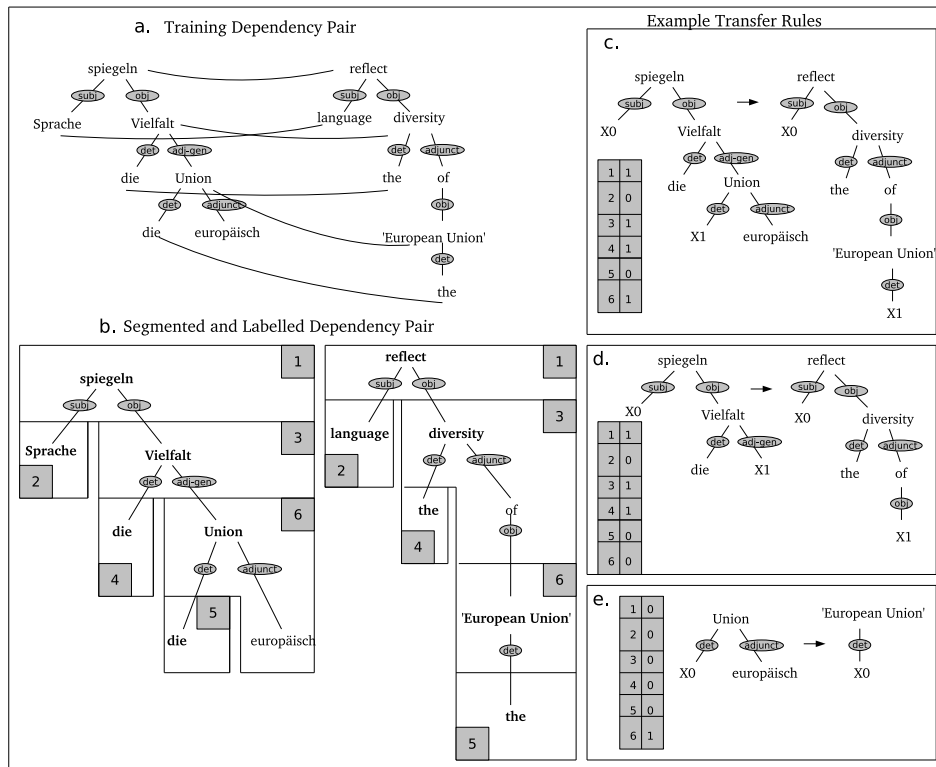 a. Training Dependency Pair
spiegeln reflect
subj obj subj obj
Sprache Vielfalt language diversity
det adj-gen det adjunct
die Union the of
det adjunct obj
die europäisch 'European Union'
det
the
b. Segmented and Labelled Dependency Pair
1
spiegeln
subj obj
3
Sprache Vielfalt
2 det adj-gen
6
die Union
4 det adjunct
5
die europäisch
reflect 1
subj obj
3
language diversity
2 det adjunct
the of
obj
4
6
'European Union'
det
the
5
Example Transfer Rules
c.
spiegeln reflect
subj obj subj obj
X0 Vielfalt X0 diversity
det adj-gen det adjunct
die Union the of
det adjunct obj
X1 europäisch 'European Union'
det
X1
1 1
2 0
3 1
4 1
5 0
6 1
d.
spiegeln reflect
subj obj subj obj
X0 Vielfalt X0 diversity
det adj-gen det adjunct
die X1 the of
obj
X1
1 1
2 0
3 1
4 1
5 0
6 0
e.
Union 'European Union'
det adjunct det
X0 europäisch X0
1 0
2 0
3 0
4 0
5 0
6 1